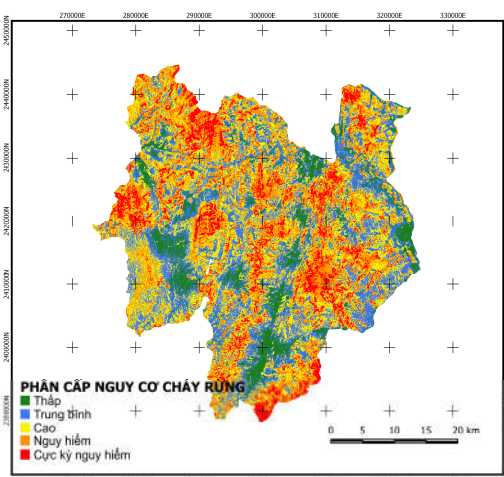 270000E 280000E 290000E 300000E 310000E 320000E 330000E
2450000N
2440000N
2430000N
2420000N
2410000N
2400000N
2390000N
PHÂN CẤP NGUY CƠ CHÁY RỪNG
Thấp
Trung bình
Cao
Nguy hiểm
Cực kỳ nguy hiểm
0 5 10 15 20 km